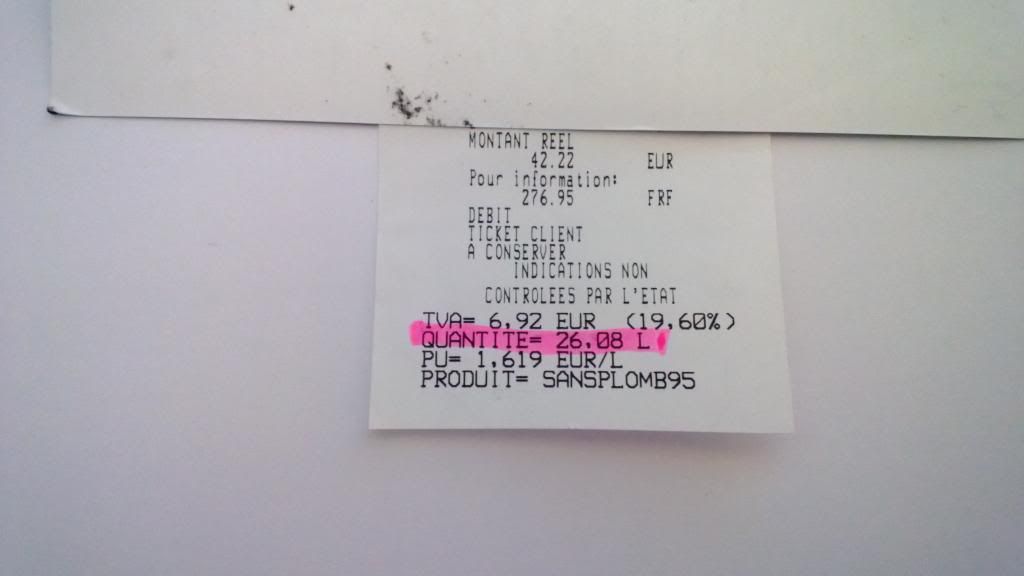 MONTANT REEL
42.22 EUR
Pour information:
276.95 FRF
DEBIT
TICKET CLIENT
A CONSERVER
INDICATIONS NON
CONTROLEES PAR L'ETAT
TVA= 6,92 EUR (19,60%)
QUANTITE= 26,08 L
PU= 1,619 EUR/L
PRODUIT= SANSPLOMB95